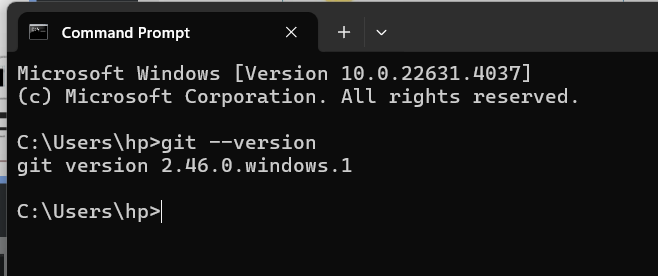 Command Prompt
Microsoft Windows [Version 10.0.22631.4037]
(c) Microsoft Corporation. All rights reserved.
C:\Users\hp>git --version
git version 2.46.0.windows.1
C:\Users\hp>